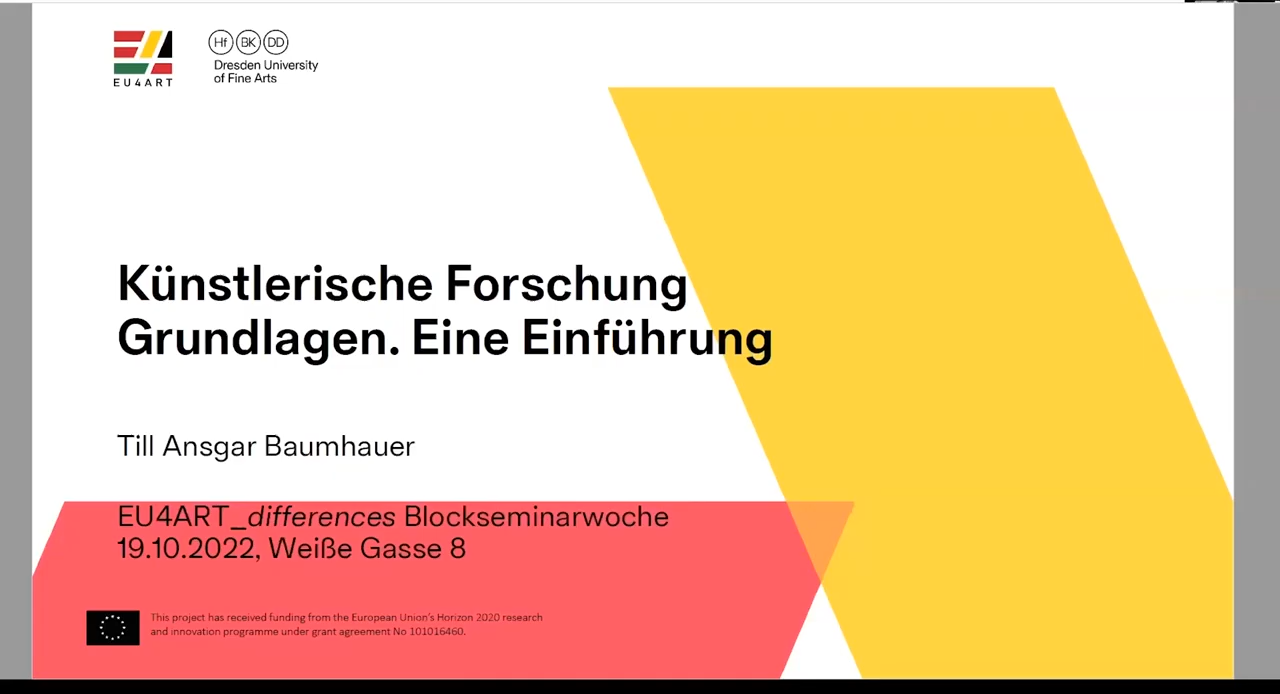 EU4ART
Hf BK DD
Dresden University
of Fine Arts
Künstlerische Forschung
Grundlagen. Eine Einführung
Till Ansgar Baumhauer
EU4ART_differences Blockseminarwoche
19.10.2022, Weiße Gasse 8
This project has received funding from the European Union's Horizon 2020 research
and innovation programme under grant agreement No 101016460.